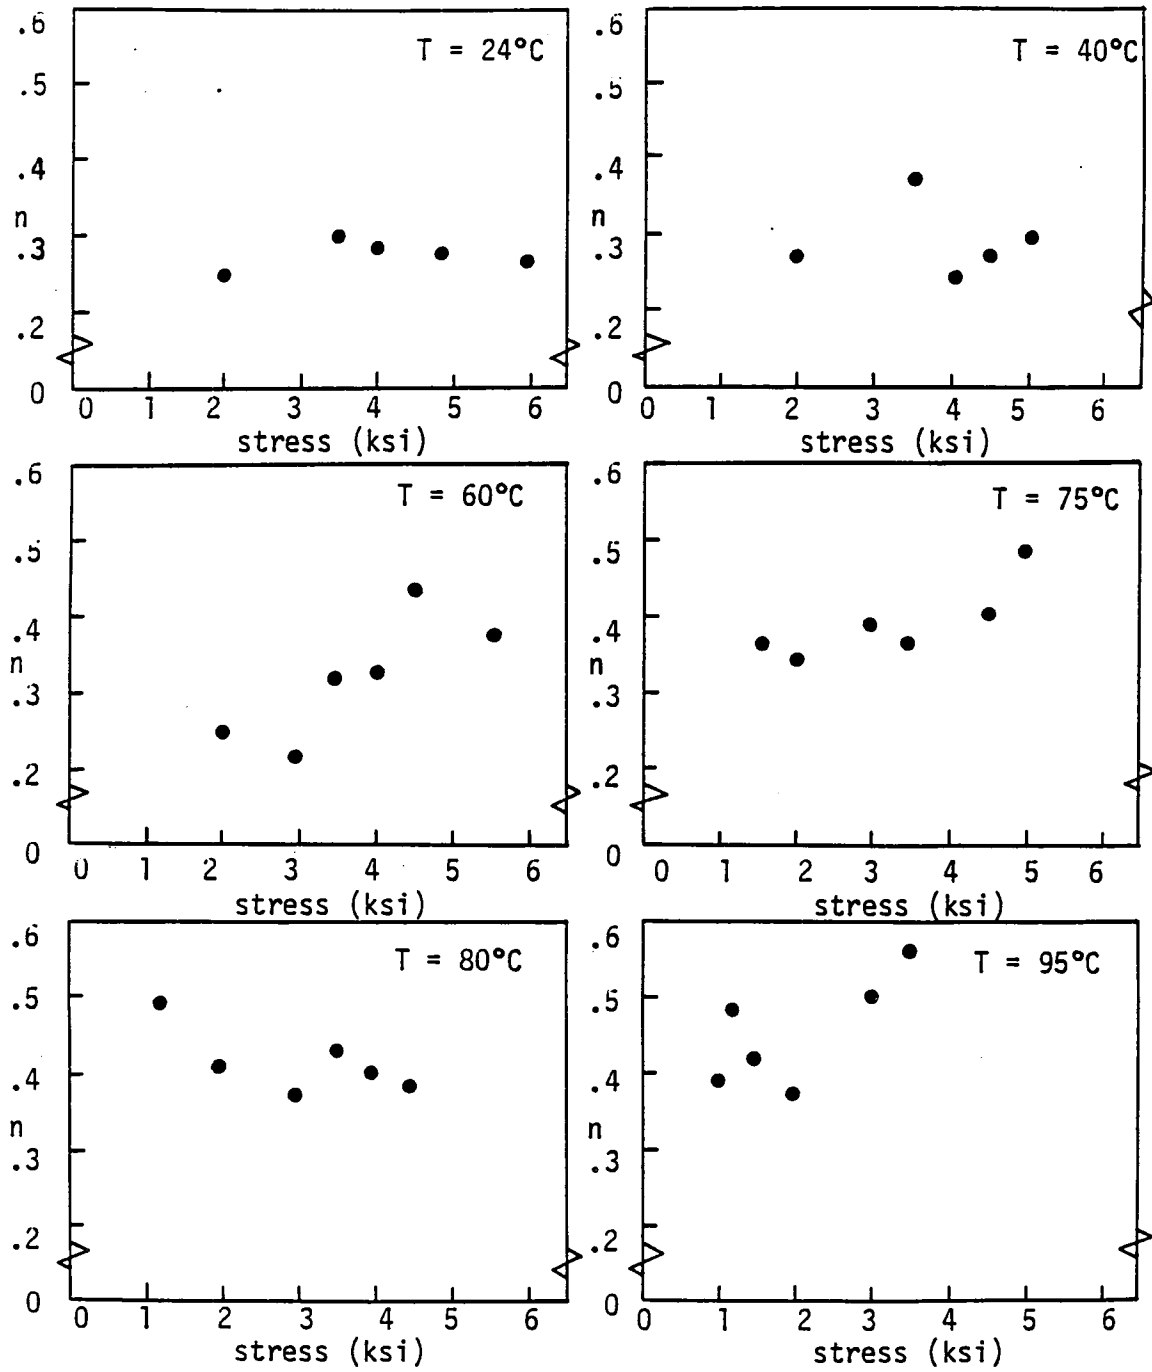 .6
T = 24°C
.5
.4
n
.3
.2
0
0 1 2 3 4 5 6
stress (ksi)
.6
T = 40°C
.5
.4
n
.3
.2
0
0 1 2 3 4 5 6
stress (ksi)
.6
T = 60°C
.5
.4
n
.3
.2
0
0 1 2 3 4 5 6
stress (ksi)
.6
T = 75°C
.5
.4
n
.3
.2
0
0 1 2 3 4 5 6
stress (ksi)
.6
T = 80°C
.5
.4
n
.3
.2
0
0 1 2 3 4 5 6
stress (ksi)
.6
T = 95°C
.5
.4
n
.3
.2
0
0 1 2 3 4 5 6
stress (ksi)